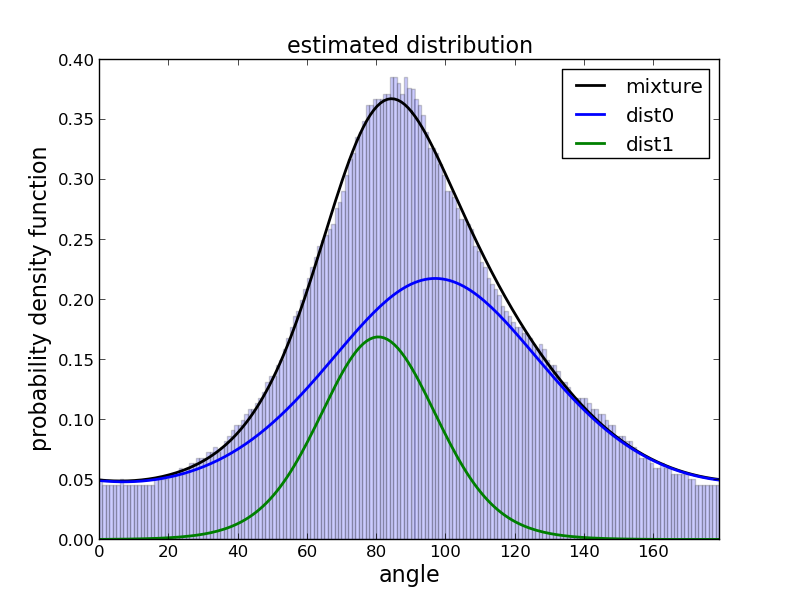 estimated distribution
mixture
dist0
dist1
probability density function
0.40
0.35
0.30
0.25
0.20
0.15
0.10
0.05
0.00
0 20 40 60 80 100 120 140 160
angle